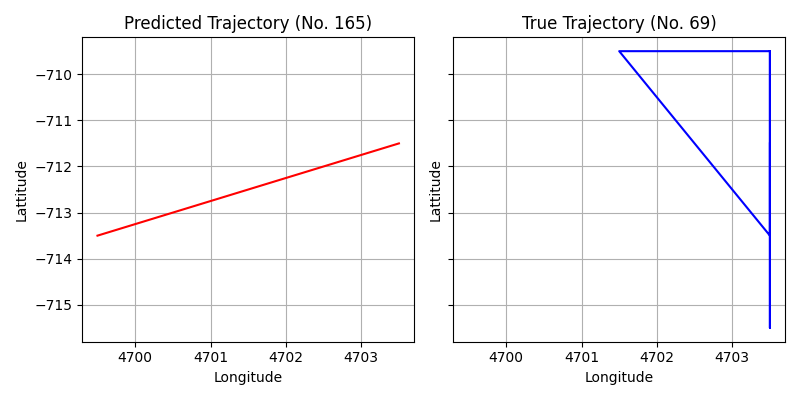 Predicted Trajectory (No. 165)
True Trajectory (No. 69)
Lattitude
−710
−711
−712
−713
−714
−715
4700 4701 4702 4703
Longitude
Lattitude
4700 4701 4702 4703
Longitude